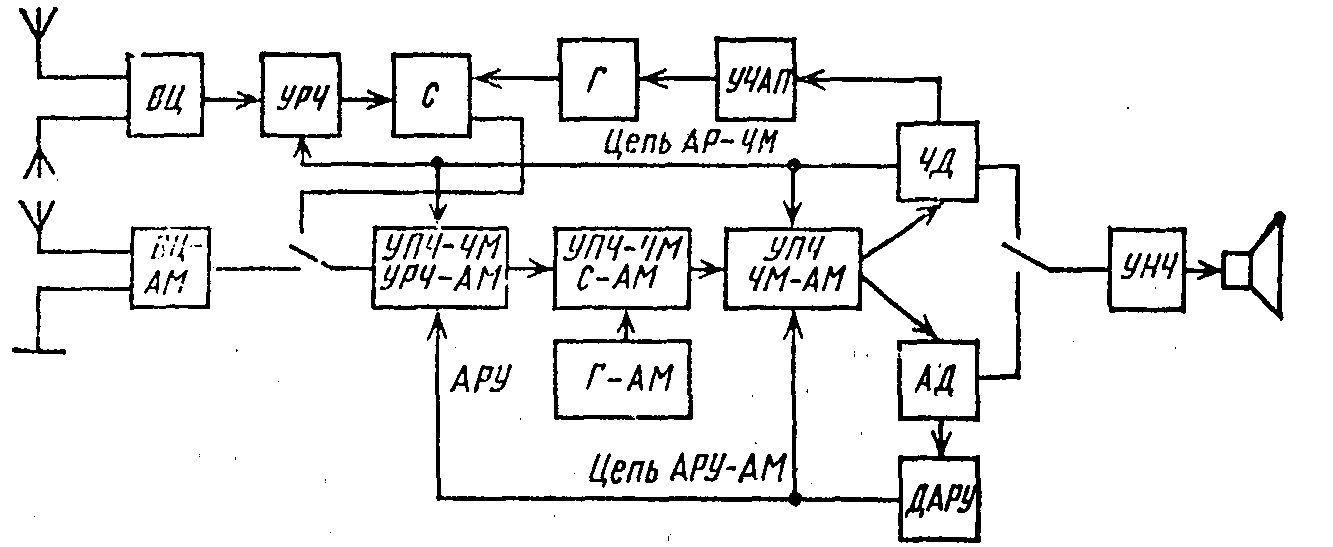 ВЦ
УРЧ
С
Г
УЧАП
Цепь АР-ЧМ
ЧД
ВЦ-
АМ
УПЧ-ЧМ
УРЧ-АМ
УПЧ-ЧМ
С-АМ
УПЧ
ЧМ-АМ
УНЧ
АРУ
Г-АМ
АД
Цепь АРУ-АМ
ДАРУ